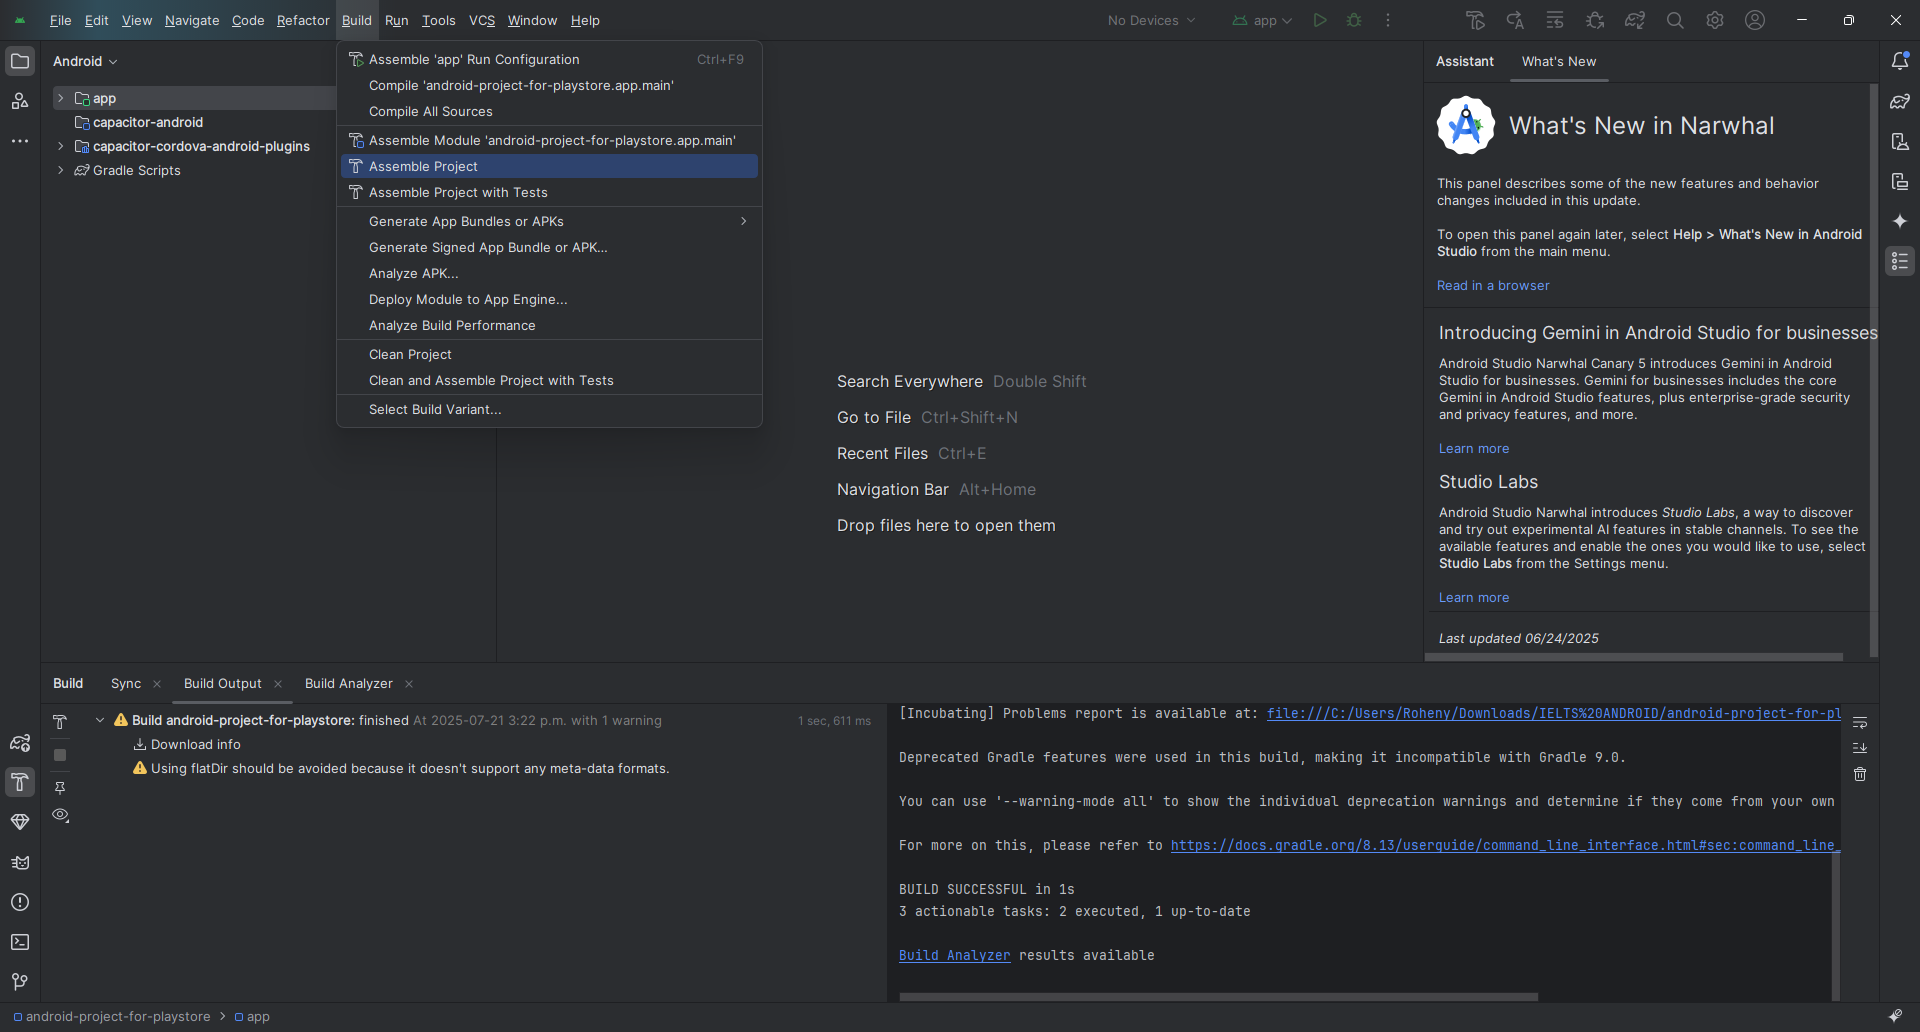 File Edit View Navigate Code Refactor Build Run Tools VCS Window Help
No Devices
app
Android
app
capacitor-android
capacitor-cordova-android-plugins
Gradle Scripts
Assemble 'app' Run Configuration Ctrl+F9
Compile 'android-project-for-playstore.app.main'
Compile All Sources
Assemble Module 'android-project-for-playstore.app.main'
Assemble Project
Assemble Project with Tests
Generate App Bundles or APKs
Generate Signed App Bundle or APK...
Analyze APK...
Deploy Module to App Engine...
Analyze Build Performance
Clean Project
Clean and Assemble Project with Tests
Select Build Variant...
Search Everywhere Double Shift
Go to File Ctrl+Shift+N
Recent Files Ctrl+E
Navigation Bar Alt+Home
Drop files here to open them
Assistant What's New
What's New in Narwhal
This panel describes some of the new features and behavior
changes included in this update.
To open this panel again later, select Help > What's New in Android
Studio from the main menu.
Read in a browser
Introducing Gemini in Android Studio for businesses
Android Studio Narwhal Canary 5 introduces Gemini in Android
Studio for businesses. Gemini for businesses includes the core
Gemini in Android Studio features, plus enterprise-grade security
and privacy features, and more.
Learn more
Studio Labs
Android Studio Narwhal introduces Studio Labs, a way to discover
and try out experimental AI features in stable channels. To see the
available features and enable the ones you would like to use, select
Studio Labs from the Settings menu.
Learn more
Last updated 06/24/2025
Build Sync Build Output Build Analyzer
Build android-project-for-playstore: finished At 2025-07-21 3:22 p.m. with 1 warning 1 sec, 611 ms
Download info
Using flatDir should be avoided because it doesn't support any meta-data formats.
[Incubating] Problems report is available at: file:///C:/Users/Roheny/Downloads/IELTS%20ANDROID/android-project-for-pl
Deprecated Gradle features were used in this build, making it incompatible with Gradle 9.0.
You can use '--warning-mode all' to show the individual deprecation warnings and determine if they come from your own
For more on this, please refer to https://docs.gradle.org/8.13/userguide/command_line_interface.html#sec:command_line_
BUILD SUCCESSFUL in 1s
3 actionable tasks: 2 executed, 1 up-to-date
Build Analyzer results available
android-project-for-playstore > app